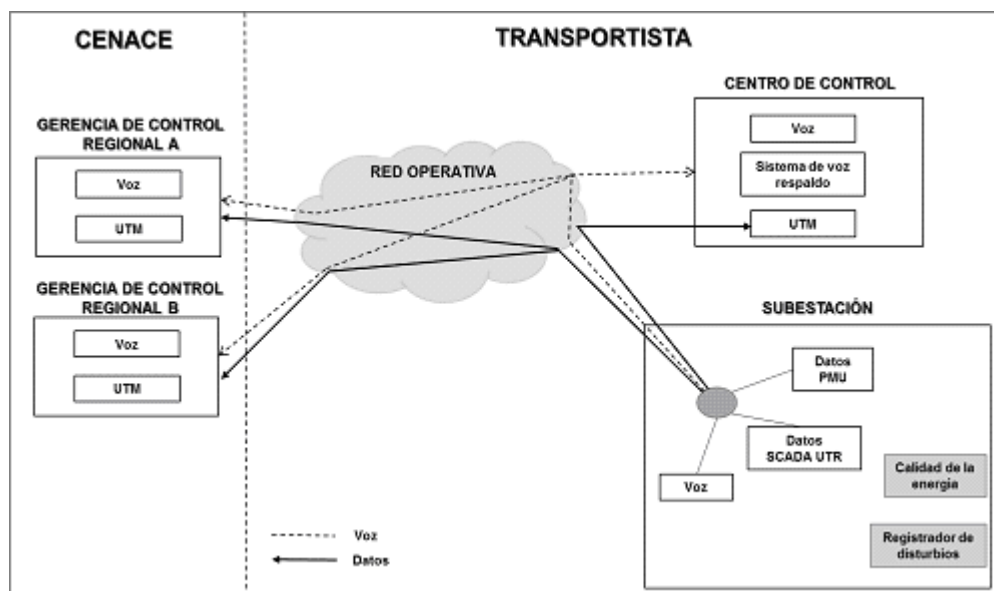 CENACE
TRANSPORTISTA
GERENCIA DE CONTROL
REGIONAL A
Voz
UTM
GERENCIA DE CONTROL
REGIONAL B
Voz
UTM
RED OPERATIVA
CENTRO DE CONTROL
Voz
Sistema de voz
respaldo
UTM
SUBESTACIÓN
Datos
PMU
Datos
SCADA UTR
Voz
Calidad de la
energia
Registrador de
disturbios
Voz
Datos